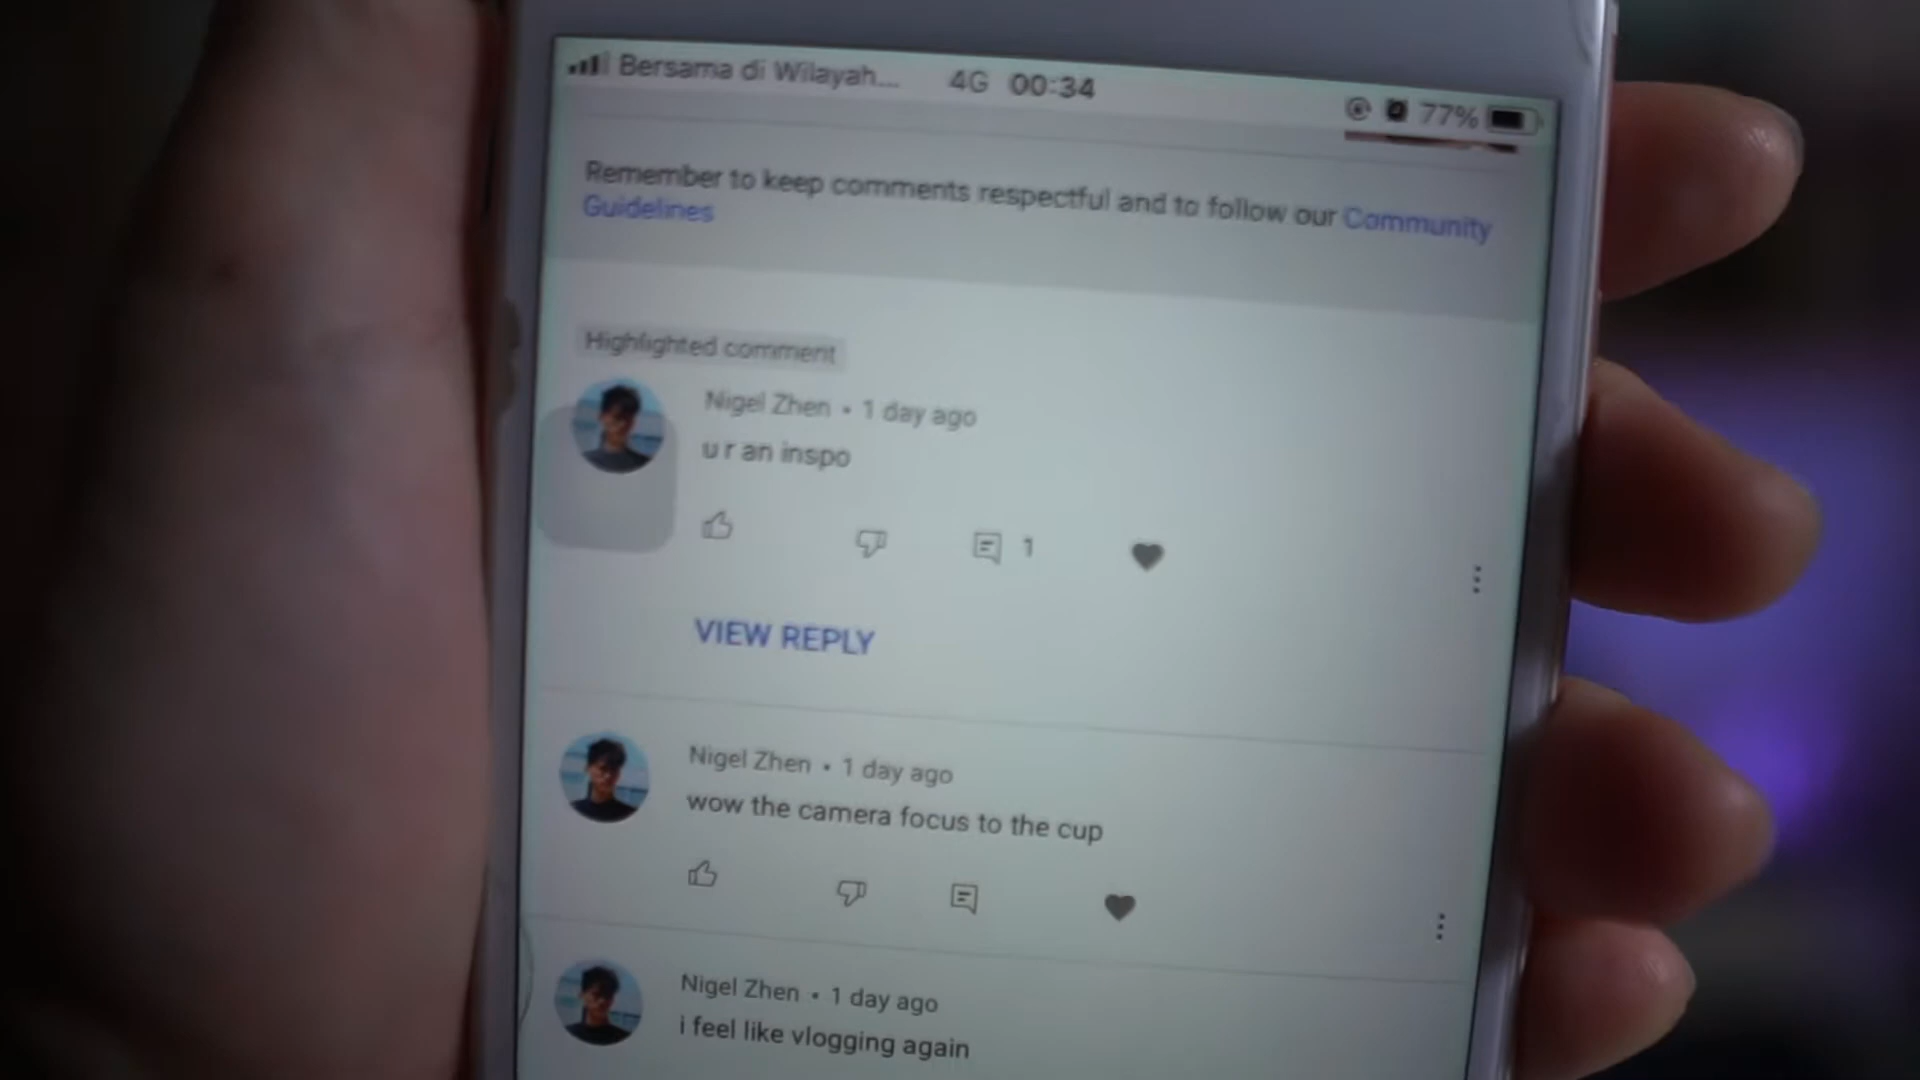 Bersama di Wilayah... 4G 00:34 77%
Remember to keep comments respectful and to follow our Community
Guidelines
Highlighted comment
Nigel Zhen • 1 day ago
u r an inspo
1
VIEW REPLY
Nigel Zhen • 1 day ago
wow the camera focus to the cup
Nigel Zhen • 1 day ago
i feel like vlogging again